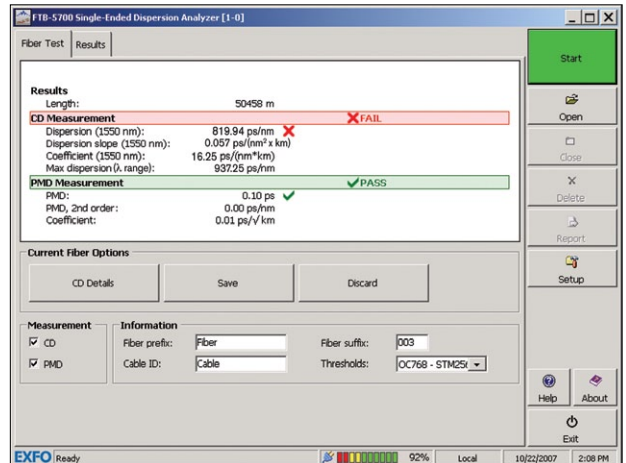 FTB-5700 Single-Ended Dispersion Analyzer [1-0]
Fiber Test Results
Start
Open
Close
Delete
Report
Setup
Help About
Exit
Results
Length: 50458 m
CD Measurement FAIL
Dispersion (1550 nm): 819.94 ps/nm
Dispersion slope (1550 nm): 0.057 ps/(nm² x km)
Coefficient (1550 nm): 16.25 ps/(nm*km)
Max dispersion (λ range): 937.25 ps/nm
PMD Measurement PASS
PMD: 0.10 ps
PMD, 2nd order: 0.00 ps/nm
Coefficient: 0.01 ps/√km
Current Fiber Options
CD Details Save Discard
Measurement Information
CD Fiber prefix: Fiber Fiber suffix: 003
PMD Cable ID: Cable Thresholds: OC768 - STM25
EXFO Ready 92% Local 10/22/2007 2:08 PM